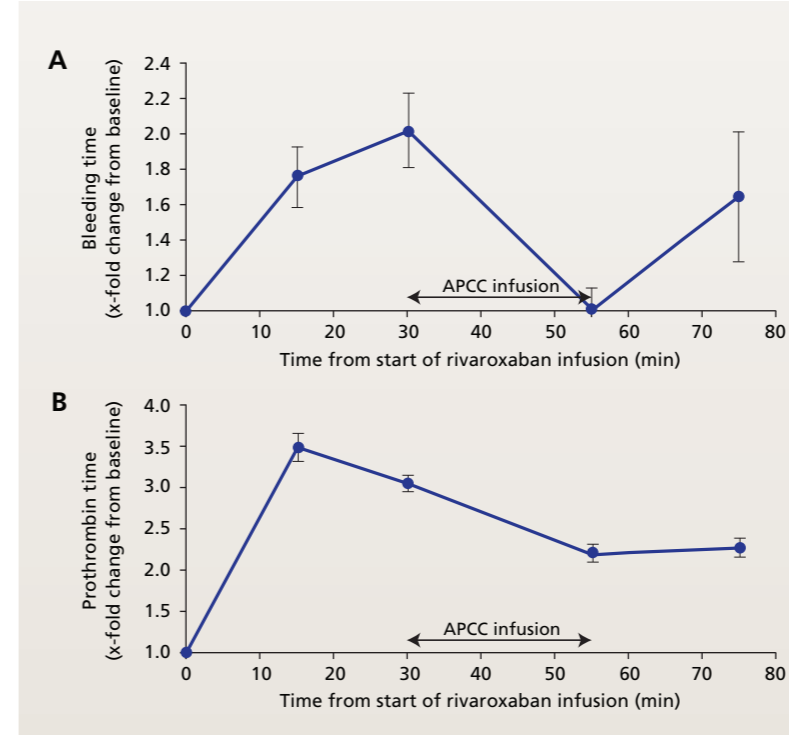 A
Bleeding time
(x-fold change from baseline)
2.4
2.2
2.0
1.8
1.6
1.4
1.2
1.0
APCC infusion
0 10 20 30 40 50 60 70 80
Time from start of rivaroxaban infusion (min)
B
Prothrombin time
(x-fold change from baseline)
4.0
3.5
3.0
2.5
2.0
1.5
1.0
APCC infusion
0 10 20 30 40 50 60 70 80
Time from start of rivaroxaban infusion (min)